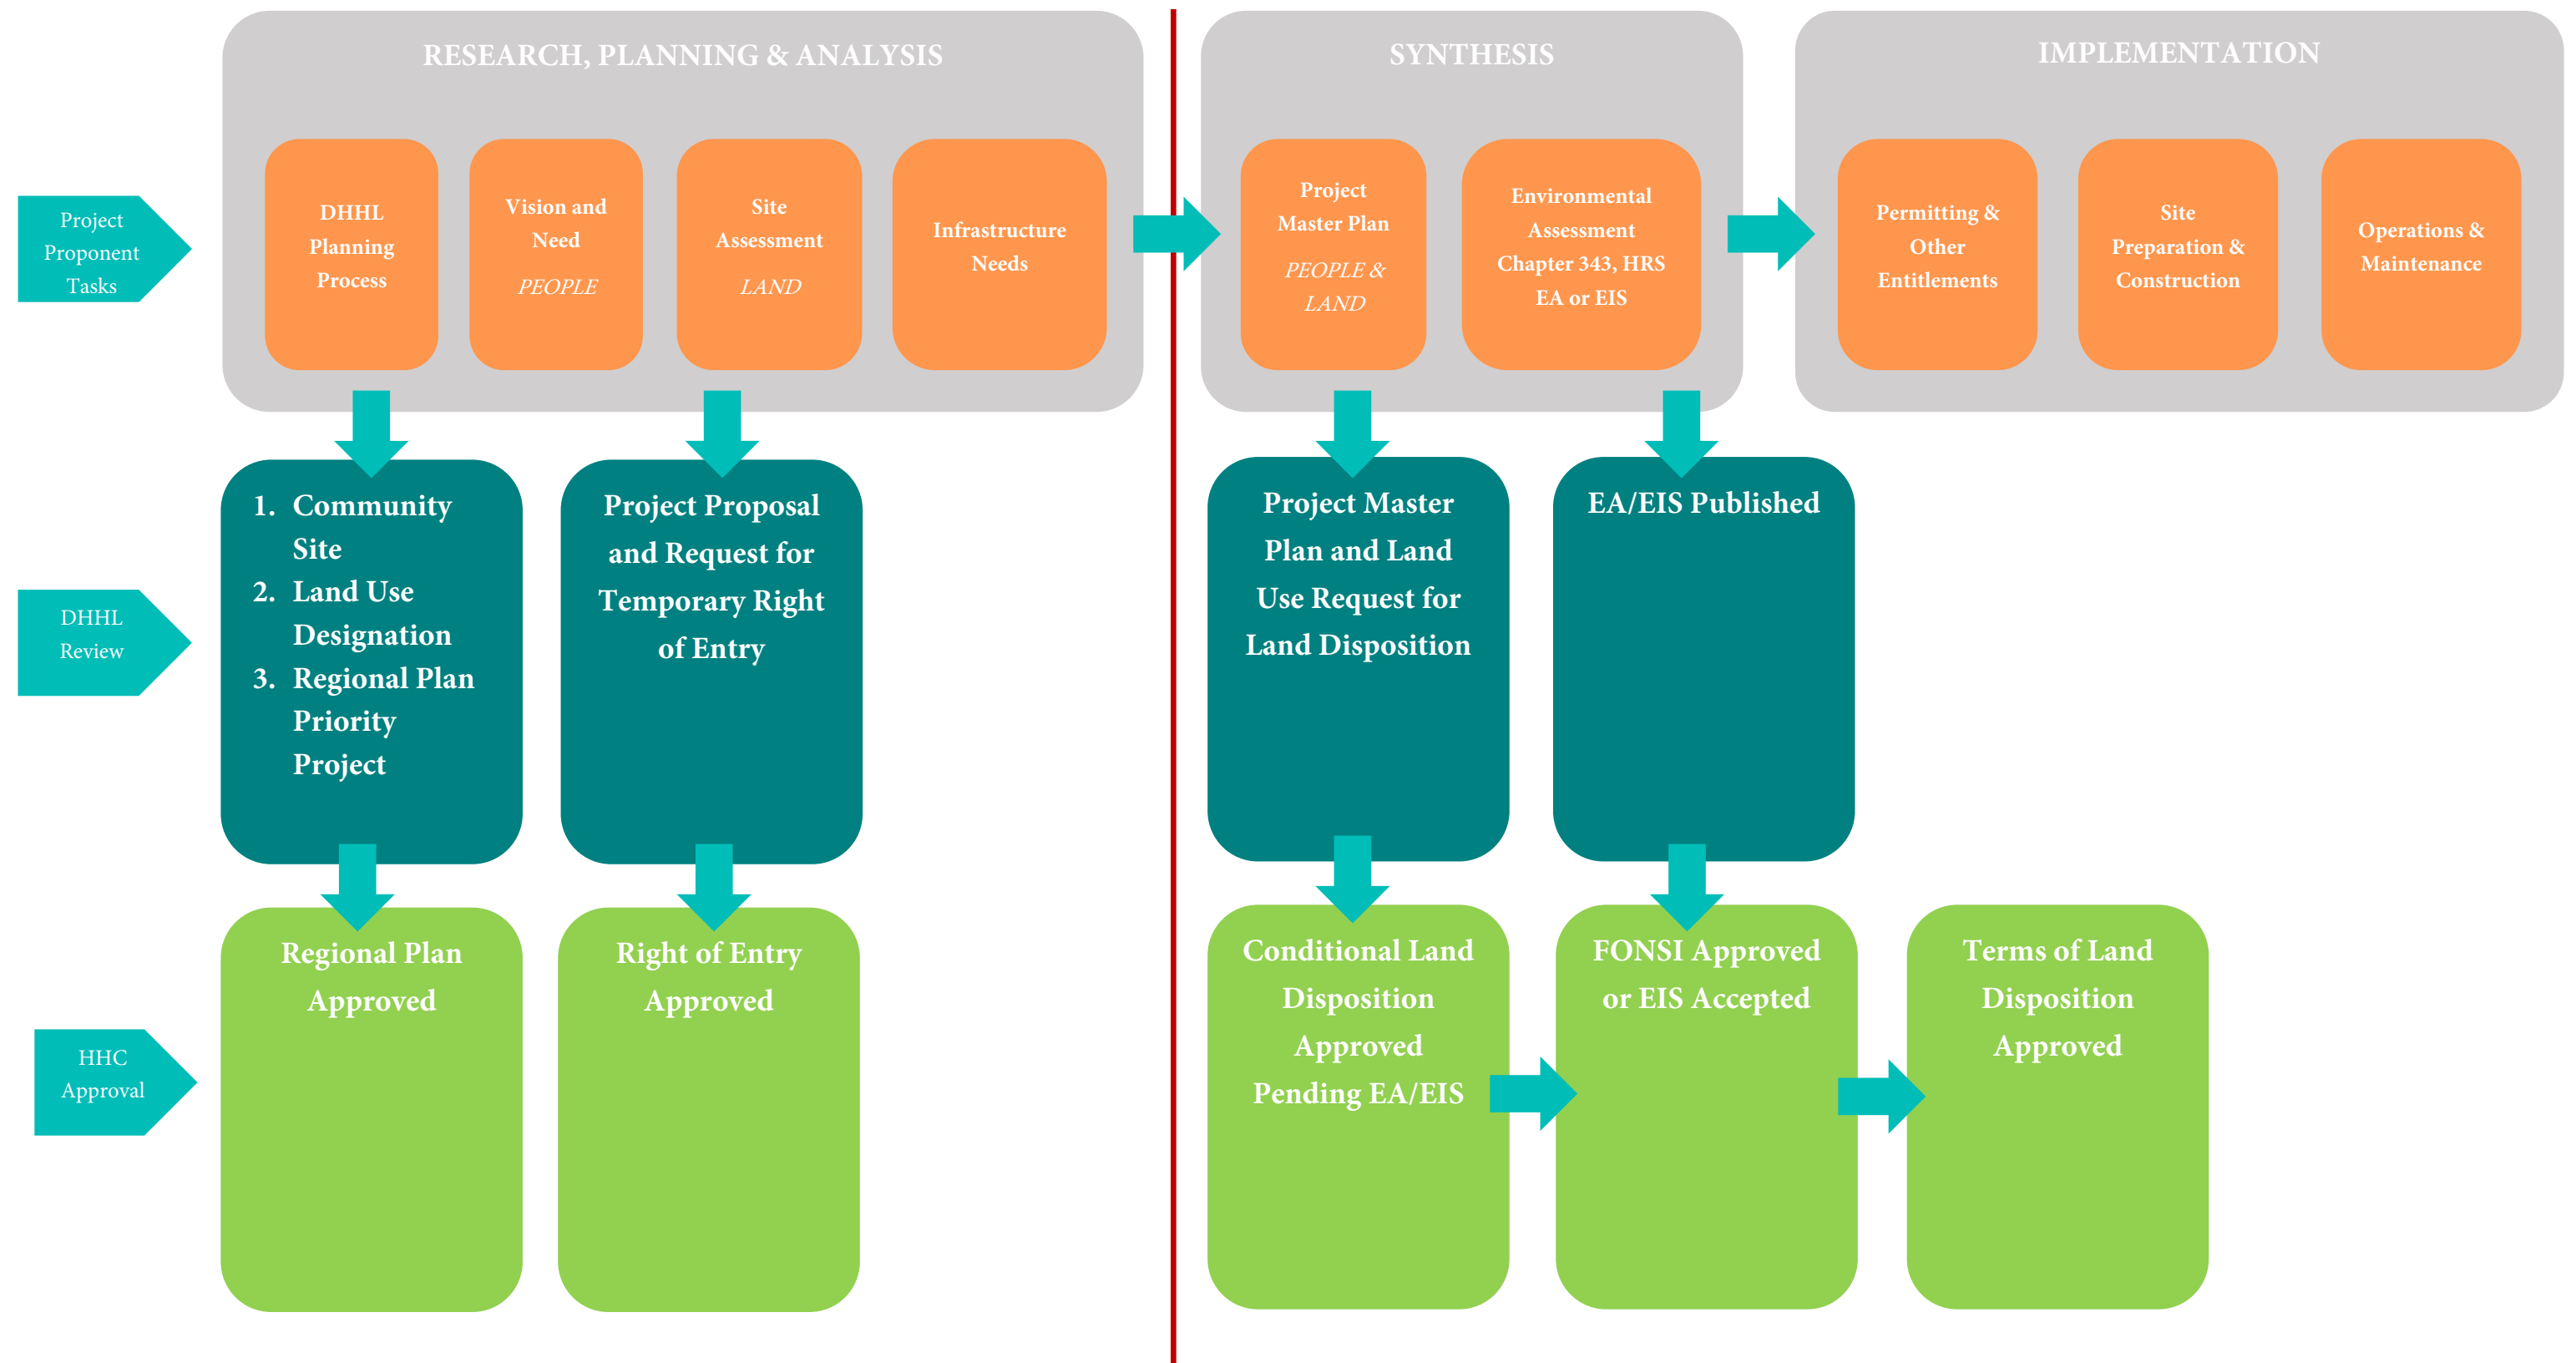 RESEARCH, PLANNING & ANALYSIS
SYNTHESIS
IMPLEMENTATION
Project
Proponent
Tasks
DHHL
Planning
Process
Vision and
Need
PEOPLE
Site
Assessment
LAND
Infrastructure
Needs
Project
Master Plan
PEOPLE &
LAND
Environmental
Assessment
Chapter 343, HRS
EA or EIS
Permitting &
Other
Entitlements
Site
Preparation &
Construction
Operations &
Maintenance
DHHL
Review
1. Community
Site
2. Land Use
Designation
3. Regional Plan
Priority
Project
Project Proposal
and Request for
Temporary Right
of Entry
Project Master
Plan and Land
Use Request for
Land Disposition
EA/EIS Published
HHC
Approval
Regional Plan
Approved
Right of Entry
Approved
Conditional Land
Disposition
Approved
Pending EA/EIS
FONSI Approved
or EIS Accepted
Terms of Land
Disposition
Approved